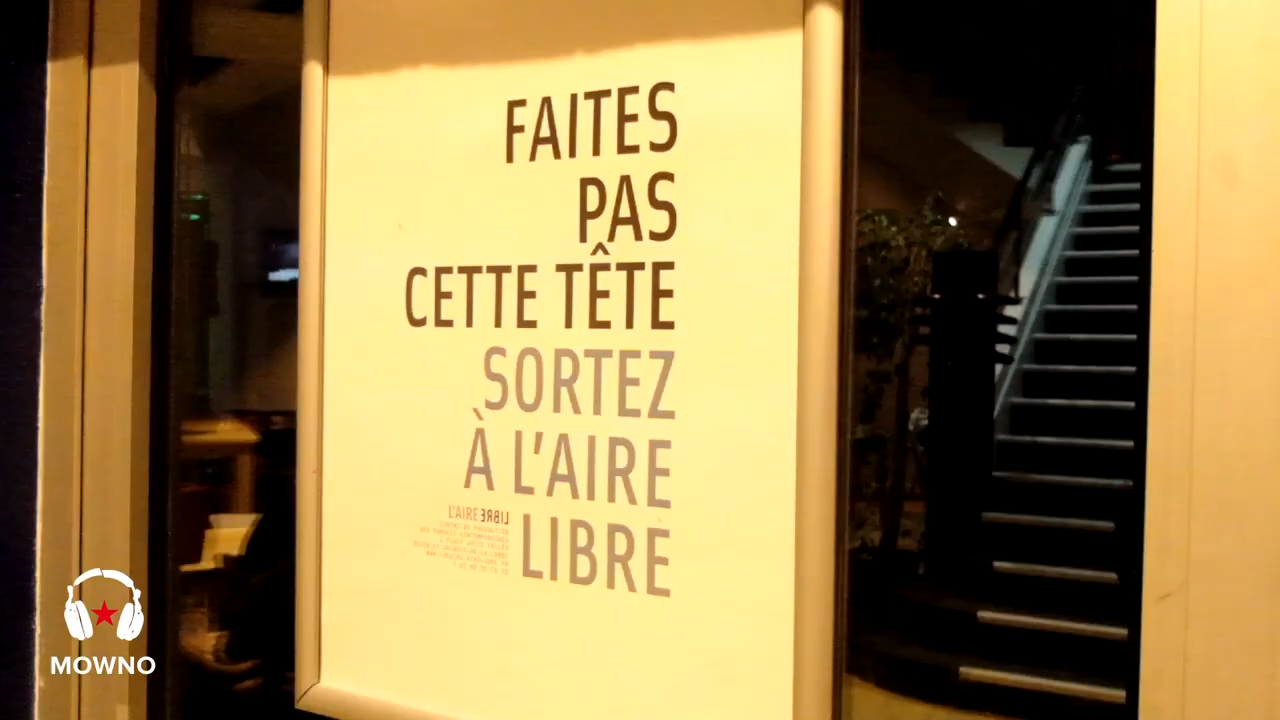 FAITES
PAS
CETTE TÊTE
SORTEZ
À L'AIRE
LIBRE
L'AIRE LIBRE
MOWNO